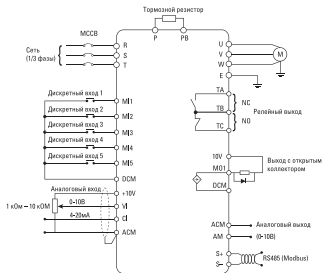 Тормозной резистор
P PB
MCCB
Сеть
(1/3 фазы)
R
S
T
U
V
W
E
M
TA
TB
TC
NC
NO
Релейный выход
Дискретный вход 1
MI1
Дискретный вход 2
MI2
Дискретный вход 3
MI3
Дискретный вход 4
MI4
Дискретный вход 5
MI5
DCM
10V
MO1
DCM
Выход с открытым
коллектором
Аналоговый вход
+10V
1 кОм – 10 кОМ
0-10В
VI
4-20мА
CI
ACM
ACM
Аналоговый выход
AM
(0-10В)
S+
S–
RS485 (Modbus)